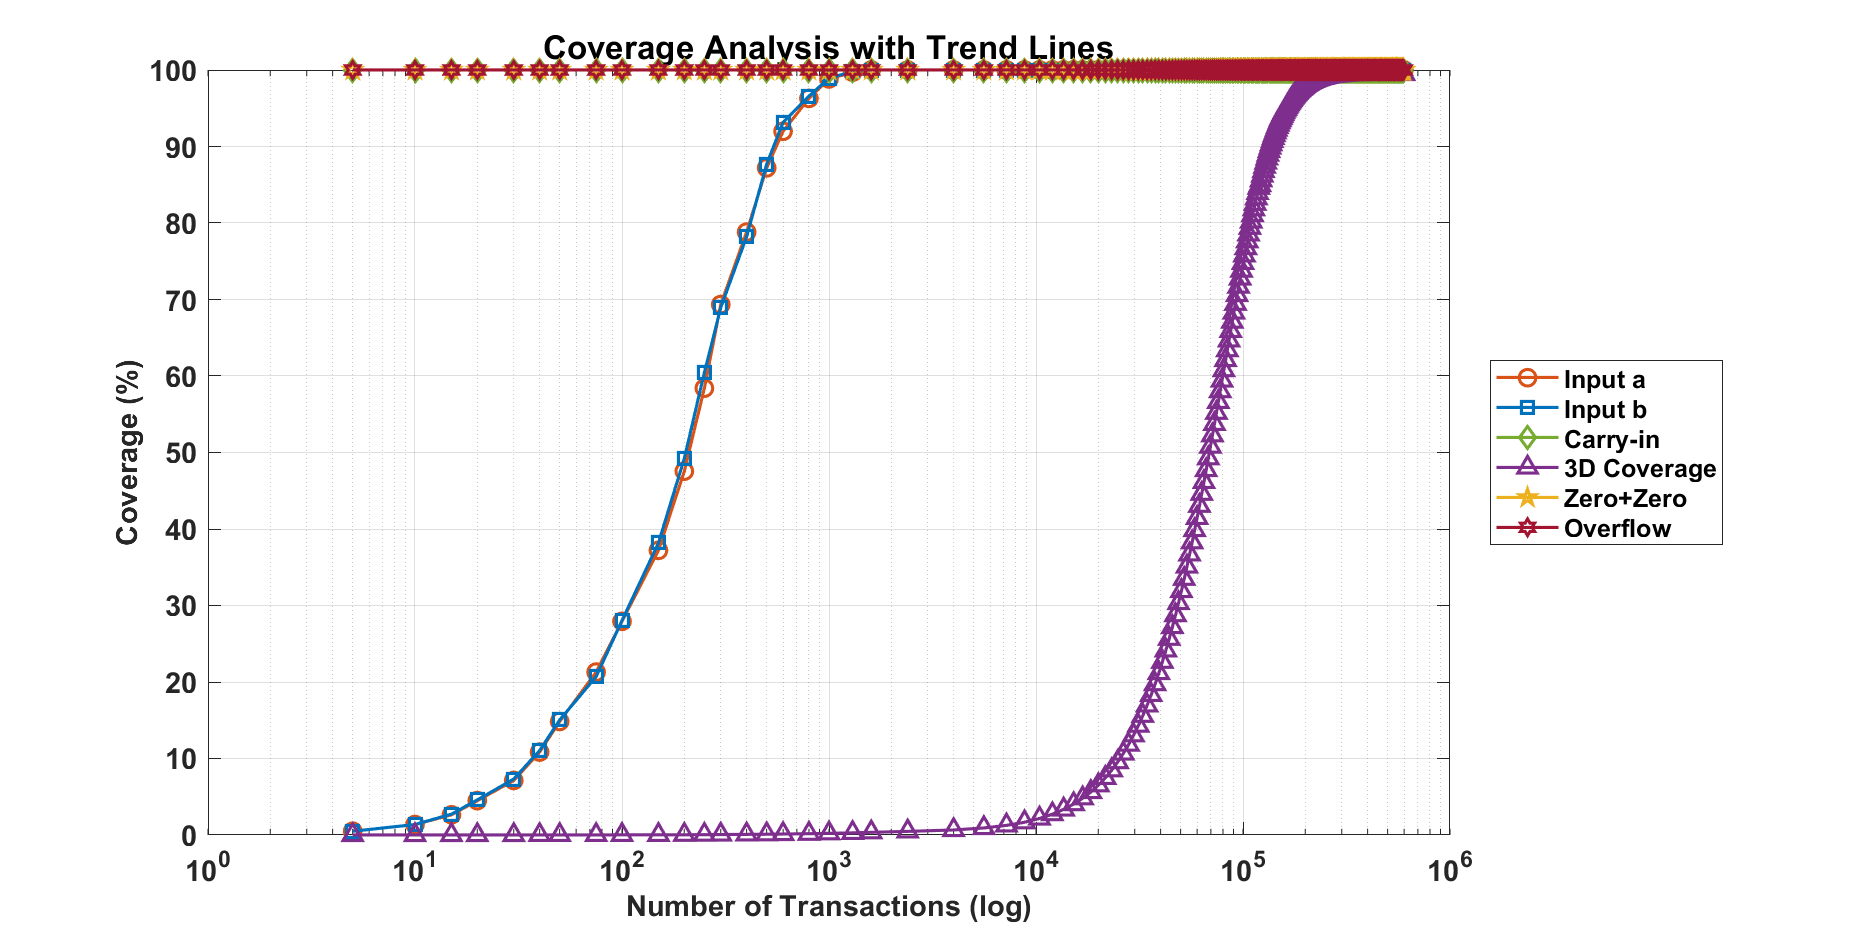 Coverage Analysis with Trend Lines
100
90
80
70
60
50
40
30
20
10
0
Coverage (%)
10^0 10^1 10^2 10^3 10^4 10^5 10^6
Number of Transactions (log)
Input a
Input b
Carry-in
3D Coverage
Zero+Zero
Overflow